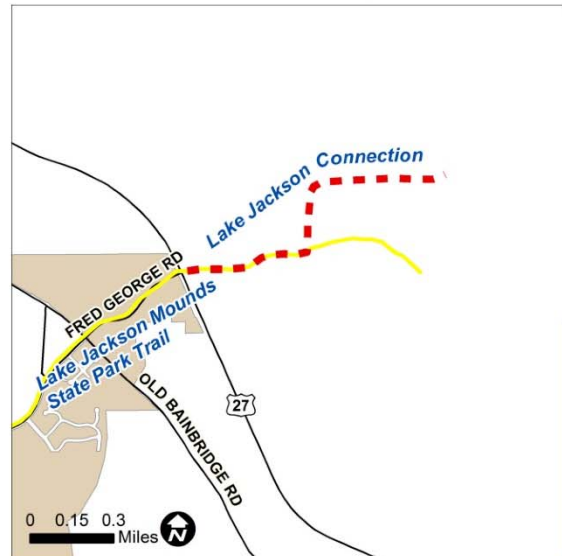 Lake Jackson Connection
FRED GEORGE RD
Lake Jackson Mounds
State Park Trail
OLD BAINBRIDGE RD
27
0 0.15 0.3
Miles
N